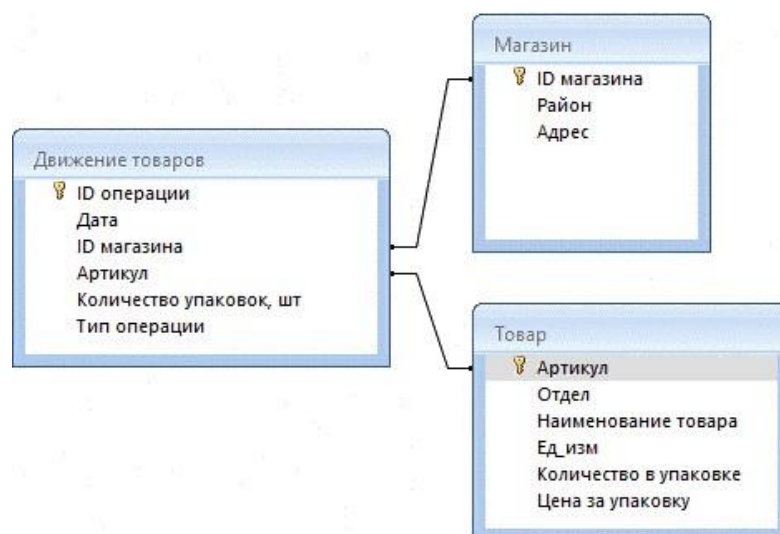 Магазин
ID магазина
Район
Адрес
Движение товаров
ID операции
Дата
ID магазина
Артикул
Количество упаковок, шт
Тип операции
Товар
Артикул
Отдел
Наименование товара
Ед_изм
Количество в упаковке
Цена за упаковку